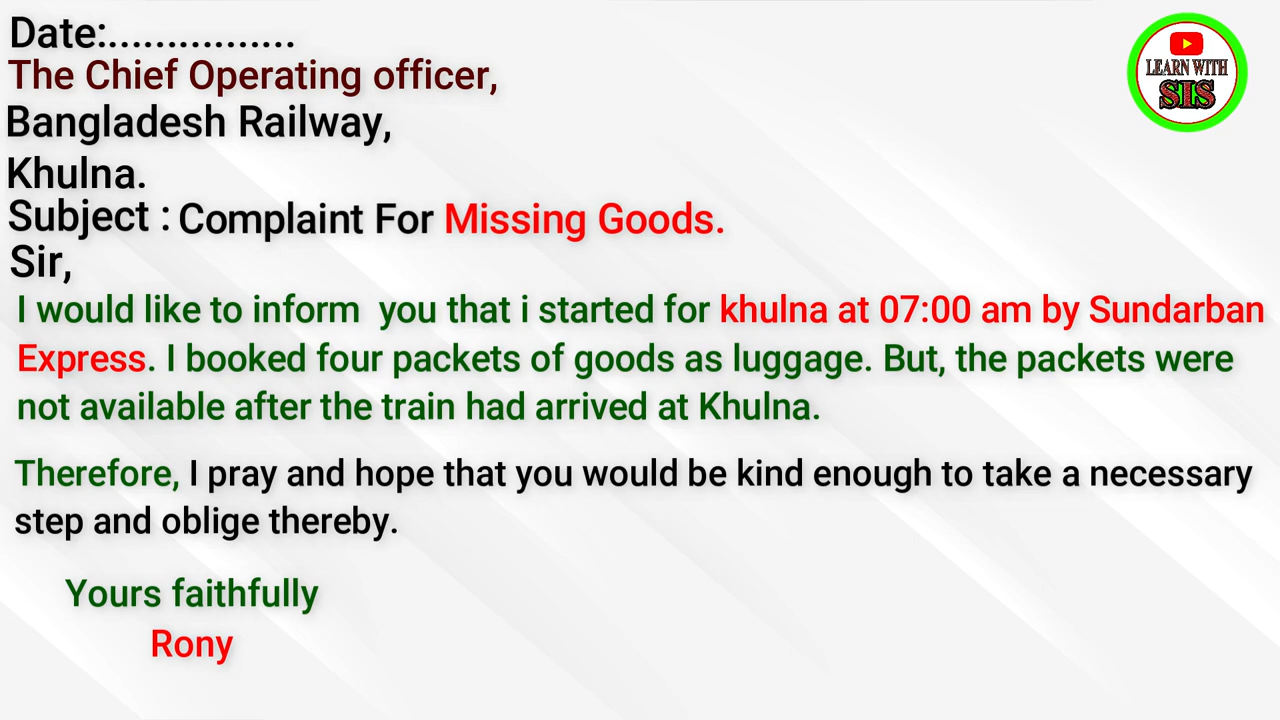 Date:................
The Chief Operating officer,
Bangladesh Railway,
Khulna.
Subject : Complaint For Missing Goods.
Sir,
I would like to inform  you that i started for khulna at 07:00 am by Sundarban
Express. I booked four packets of goods as luggage. But, the packets were
not available after the train had arrived at Khulna.
Therefore, I pray and hope that you would be kind enough to take a necessary
step and oblige thereby.
Yours faithfully
Rony
LEARN WITH
SIS